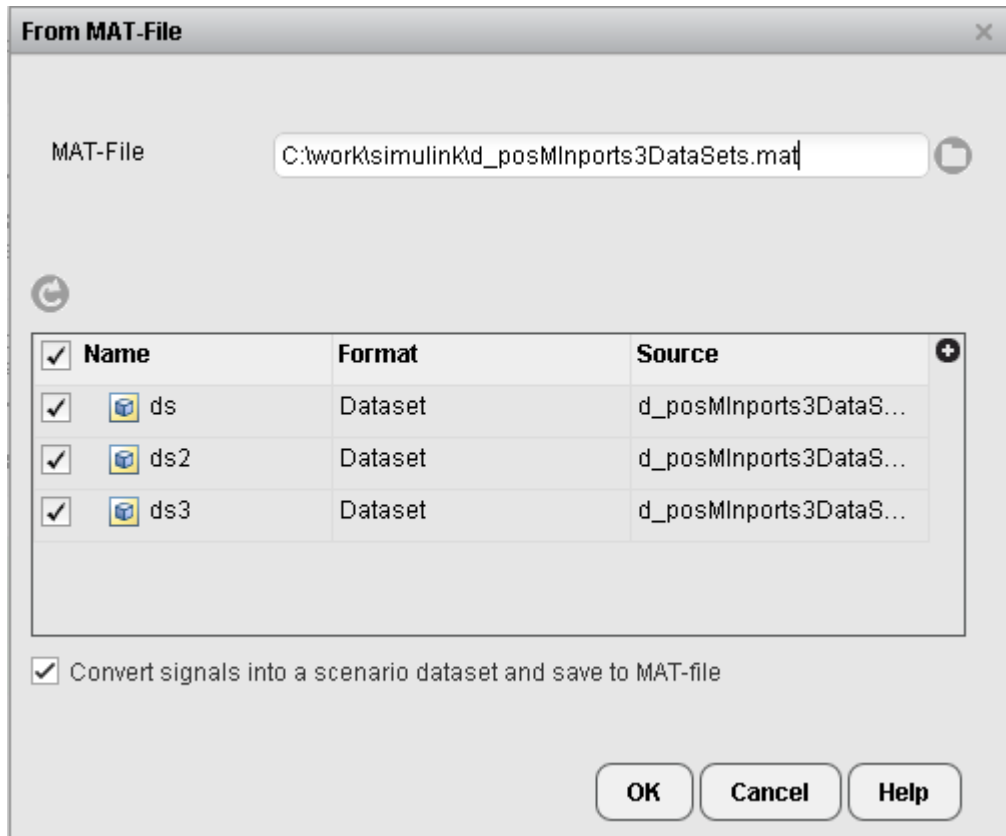 From MAT-File
MAT-File C:\work\simulink\d_posMInports3DataSets.mat
Name Format Source
ds Dataset d_posMInports3DataS...
ds2 Dataset d_posMInports3DataS...
ds3 Dataset d_posMInports3DataS...
Convert signals into a scenario dataset and save to MAT-file
OK Cancel Help